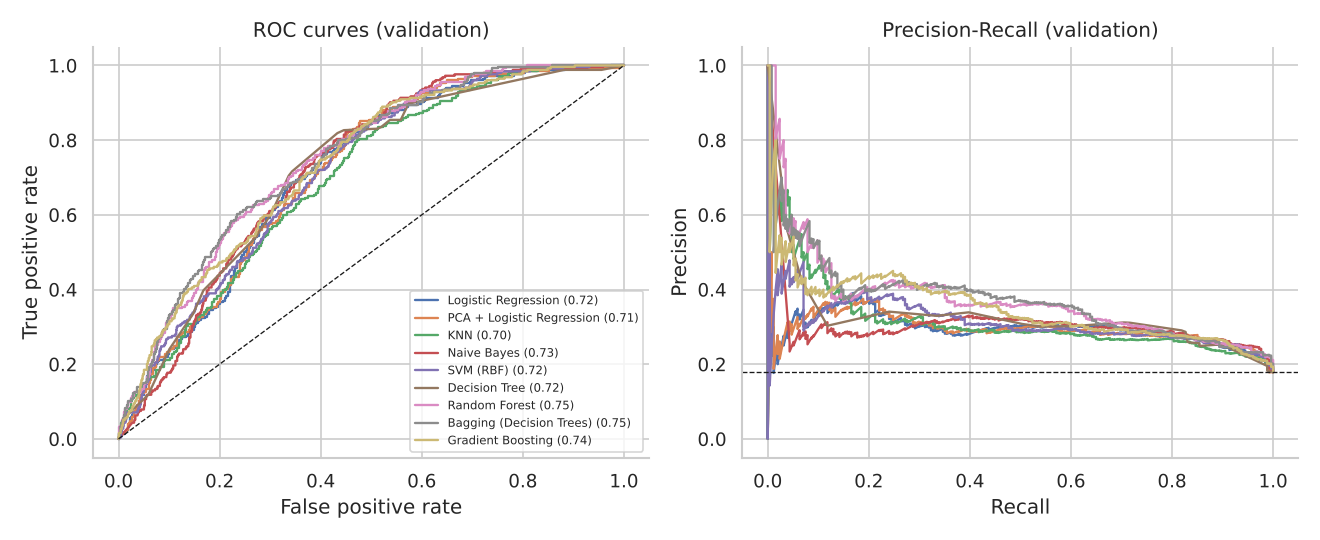 ROC curves (validation)
1.0
0.8
0.6
0.4
0.2
0.0
True positive rate
0.0 0.2 0.4 0.6 0.8 1.0
False positive rate
Logistic Regression (0.72)
PCA + Logistic Regression (0.71)
KNN (0.70)
Naive Bayes (0.73)
SVM (RBF) (0.72)
Decision Tree (0.72)
Random Forest (0.75)
Bagging (Decision Trees) (0.75)
Gradient Boosting (0.74)
Precision-Recall (validation)
1.0
0.8
0.6
0.4
0.2
0.0
Precision
0.0 0.2 0.4 0.6 0.8 1.0
Recall